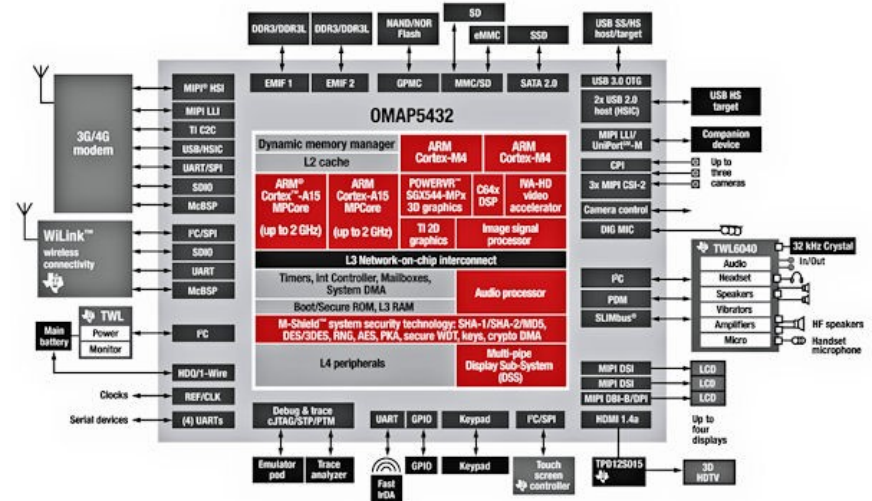 SD
DDR3/DDR3L
DDR3/DDR3L
NAND/NOR
Flash
eMMC
SSD
USB SS/HS
host/target
EMIF 1
EMIF 2
GPMC
MMC/SD
SATA 2.0
USB 3.0 OTG
OMAP5432
3G/4G
modem
MIPI® HSI
MIPI LLI
TI C2C
USB/HSIC
UART/SPI
SDIO
McBSP
WiLink™
wireless
connectivity
I²C/SPI
SDIO
UART
McBSP
TWL
Power
Monitor
Main
battery
I²C
HDQ/1-Wire
Clocks
REF/CLK
Serial devices
(4) UARTs
Dynamic memory manager
L2 cache
ARM
Cortex-M4
ARM
Cortex-M4
ARM®
Cortex™-A15
MPCore
(up to 2 GHz)
ARM
Cortex-A15
MPCore
(up to 2 GHz)
POWERVR™
SGX544-MPx
3D graphics
C64x
DSP
IVA-HD
video
accelerator
TI 2D
graphics
Image signal
processor
L3 Network-on-chip interconnect
Timers, Int Controller, Mailboxes,
System DMA
Boot/Secure ROM, L3 RAM
Audio processor
M-Shield™ system security technology: SHA-1/SHA-2/MD5,
DES/3DES, RNG, AES, PKA, secure WDT, keys, crypto DMA
L4 peripherals
Multi-pipe
Display Sub-System
(DSS)
2x USB 2.0
host (HSIC)
USB HS
target
MIPI LLI/
UniPort℠-M
Companion
device
CPI
3x MIPI CSI-2
Up to
three
cameras
Camera control
DIG MIC
I²C
PDM
SLIMbus®
TWL6040
32 kHz Crystal
Audio
In/Out
Headset
Speakers
Vibrators
Amplifiers
HF speakers
Micro
Handset
microphone
MIPI DSI
LCD
MIPI DSI
LCD
MIPI DBI-B/DPI
LCD
HDMI 1.4a
Up to
four
displays
TPD12S015
3D
HDTV
Debug & trace
cJTAG/STP/PTM
UART
GPIO
Keypad
I²C/SPI
Emulator
pod
Trace
analyzer
Fast
IrDA
GPIO
Keypad
Touch
screen
controller